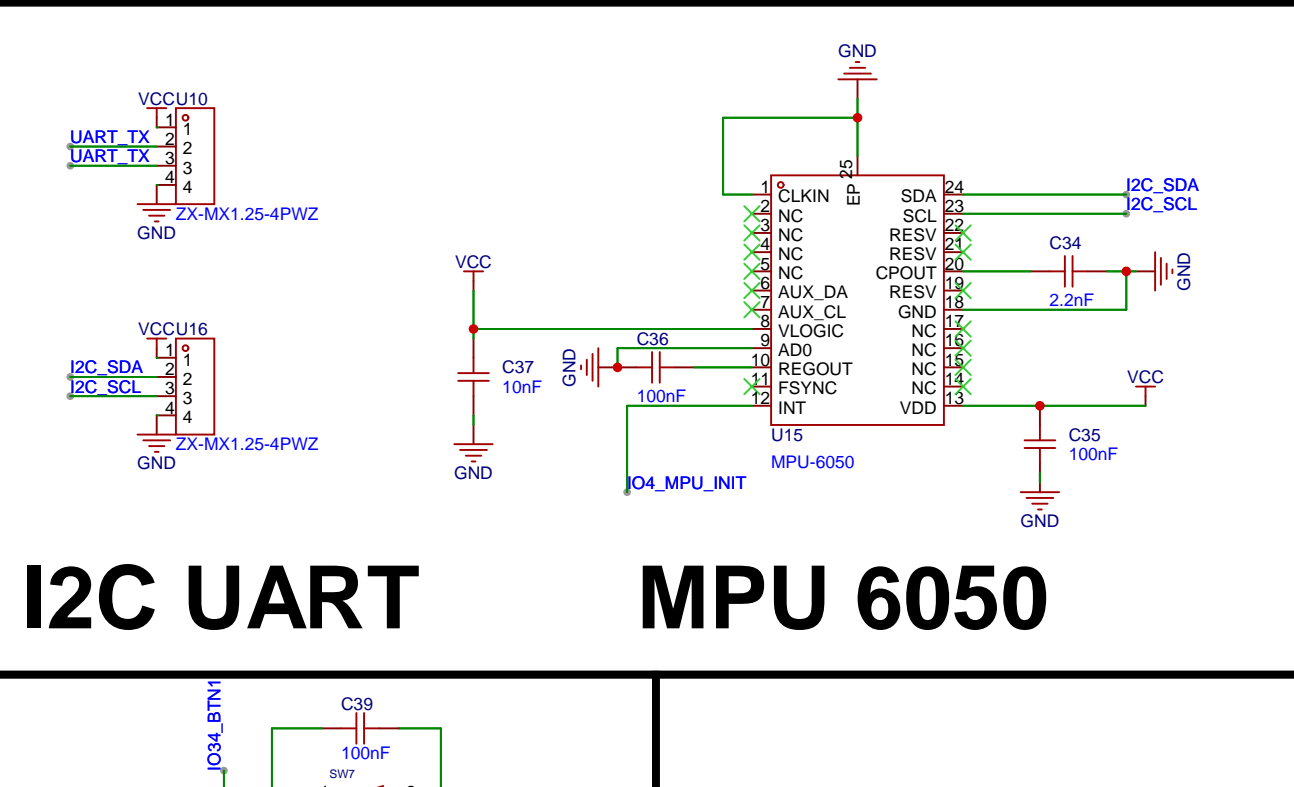 GND
VCC
U10
1
1
UART_TX
2
2
UART_TX
3
3
4
4
ZX-MX1.25-4PWZ
GND
VCC
U16
1
1
I2C_SDA
2
2
I2C_SCL
3
3
4
4
ZX-MX1.25-4PWZ
GND
VCC
C37
10nF
GND
GND
C36
100nF
IO4_MPU_INIT
EP 25
1 CLKIN
2 NC
3 NC
4 NC
5 NC
6 AUX_DA
7 AUX_CL
8 VLOGIC
9 AD0
10 REGOUT
11 FSYNC
12 INT
SDA 24
SCL 23
RESV 22
RESV 21
CPOUT 20
RESV 19
GND 18
NC 17
NC 16
NC 15
NC 14
VDD 13
U15
MPU-6050
I2C_SDA
I2C_SCL
C34
2.2nF
GND
VCC
C35
100nF
GND
I2C UART
MPU 6050
IO34_BTN1
C39
100nF
SW7